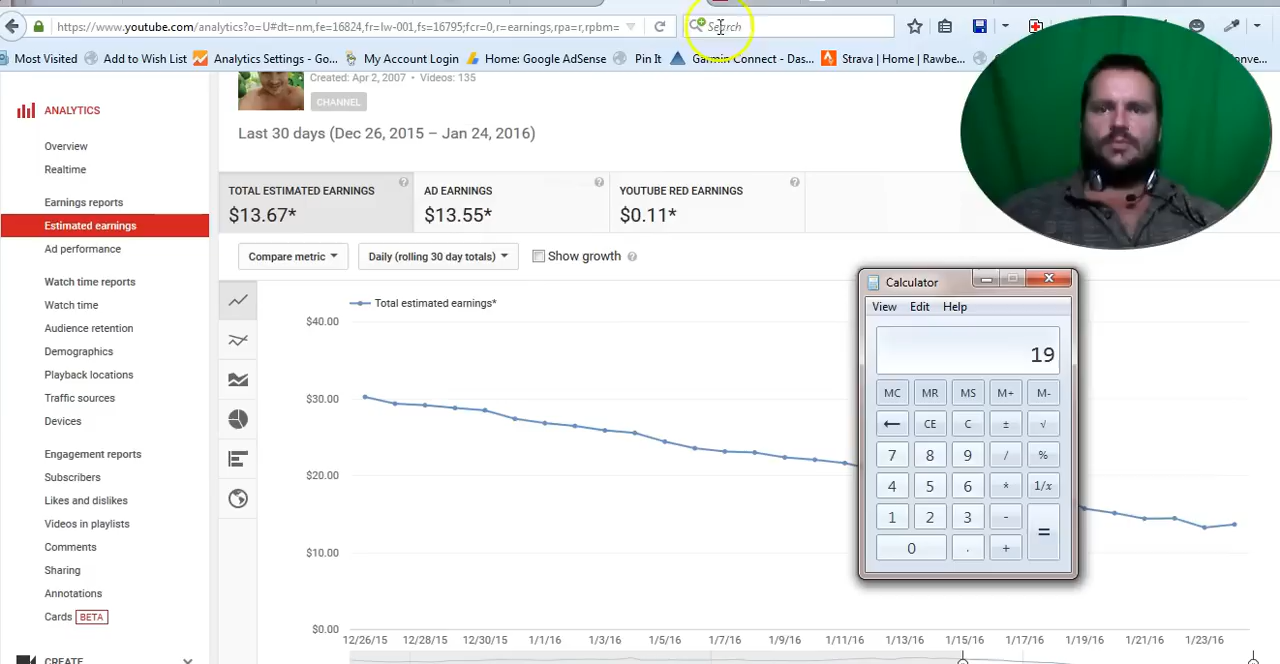 https://www.youtube.com/analytics?o=U#dt=nm,fe=16824,fr=lw-001,fs=16795;fcr=0,r=earnings,rpa=r,rpbm=
Search
Most Visited Add to Wish List Analytics Settings - Go... My Account Login Home: Google AdSense Pin It Garmin Connect - Das... Strava | Home | Rawbe...
Created: Apr 2, 2007 • Videos: 135
CHANNEL
Last 30 days (Dec 26, 2015 – Jan 24, 2016)
ANALYTICS
Overview
Realtime
Earnings reports
Estimated earnings
Ad performance
Watch time reports
Watch time
Audience retention
Demographics
Playback locations
Traffic sources
Devices
Engagement reports
Subscribers
Likes and dislikes
Videos in playlists
Comments
Sharing
Annotations
Cards BETA
CREATE
TOTAL ESTIMATED EARNINGS ?
$13.67*
AD EARNINGS ?
$13.55*
YOUTUBE RED EARNINGS ?
$0.11*
Compare metric Daily (rolling 30 day totals) Show growth ?
Total estimated earnings*
$40.00
$30.00
$20.00
$10.00
$0.00
12/26/15 12/28/15 12/30/15 1/1/16 1/3/16 1/5/16 1/7/16 1/9/16 1/11/16 1/13/16 1/15/16 1/17/16 1/19/16 1/21/16 1/23/16
Calculator
View Edit Help
19
MC MR MS M+ M-
← CE C ± √
7 8 9 / %
4 5 6 * 1/x
1 2 3 - =
0 . +